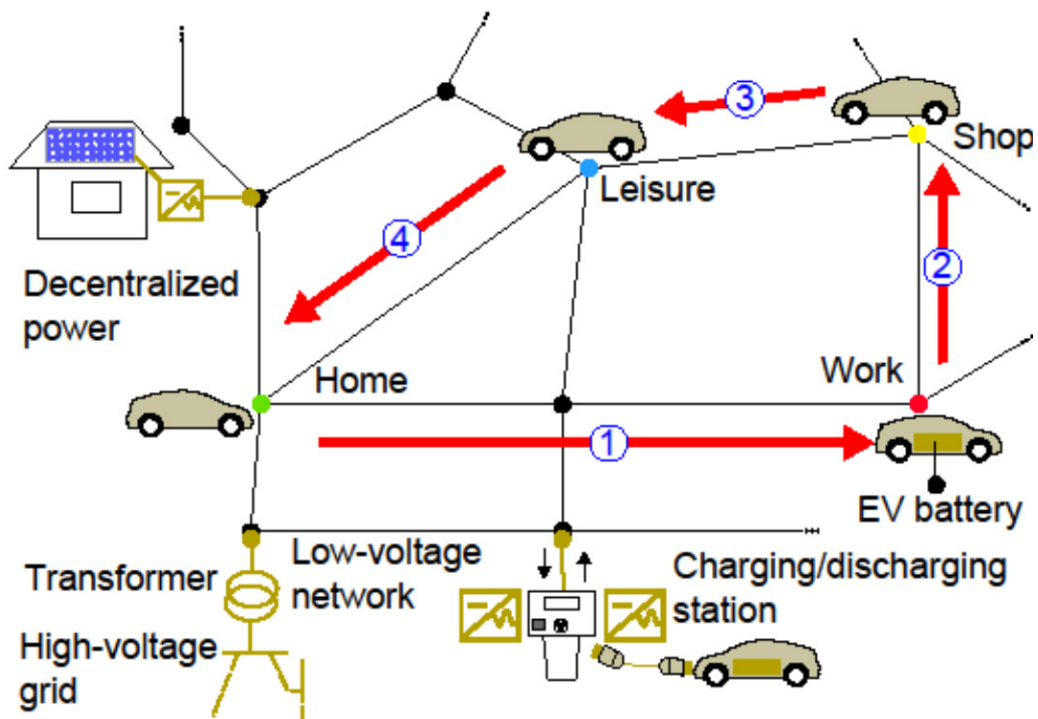 3
Shop
Leisure
4
2
Decentralized
power
Home
Work
1
EV battery
Transformer
Low-voltage
network
Charging/discharging
station
High-voltage
grid